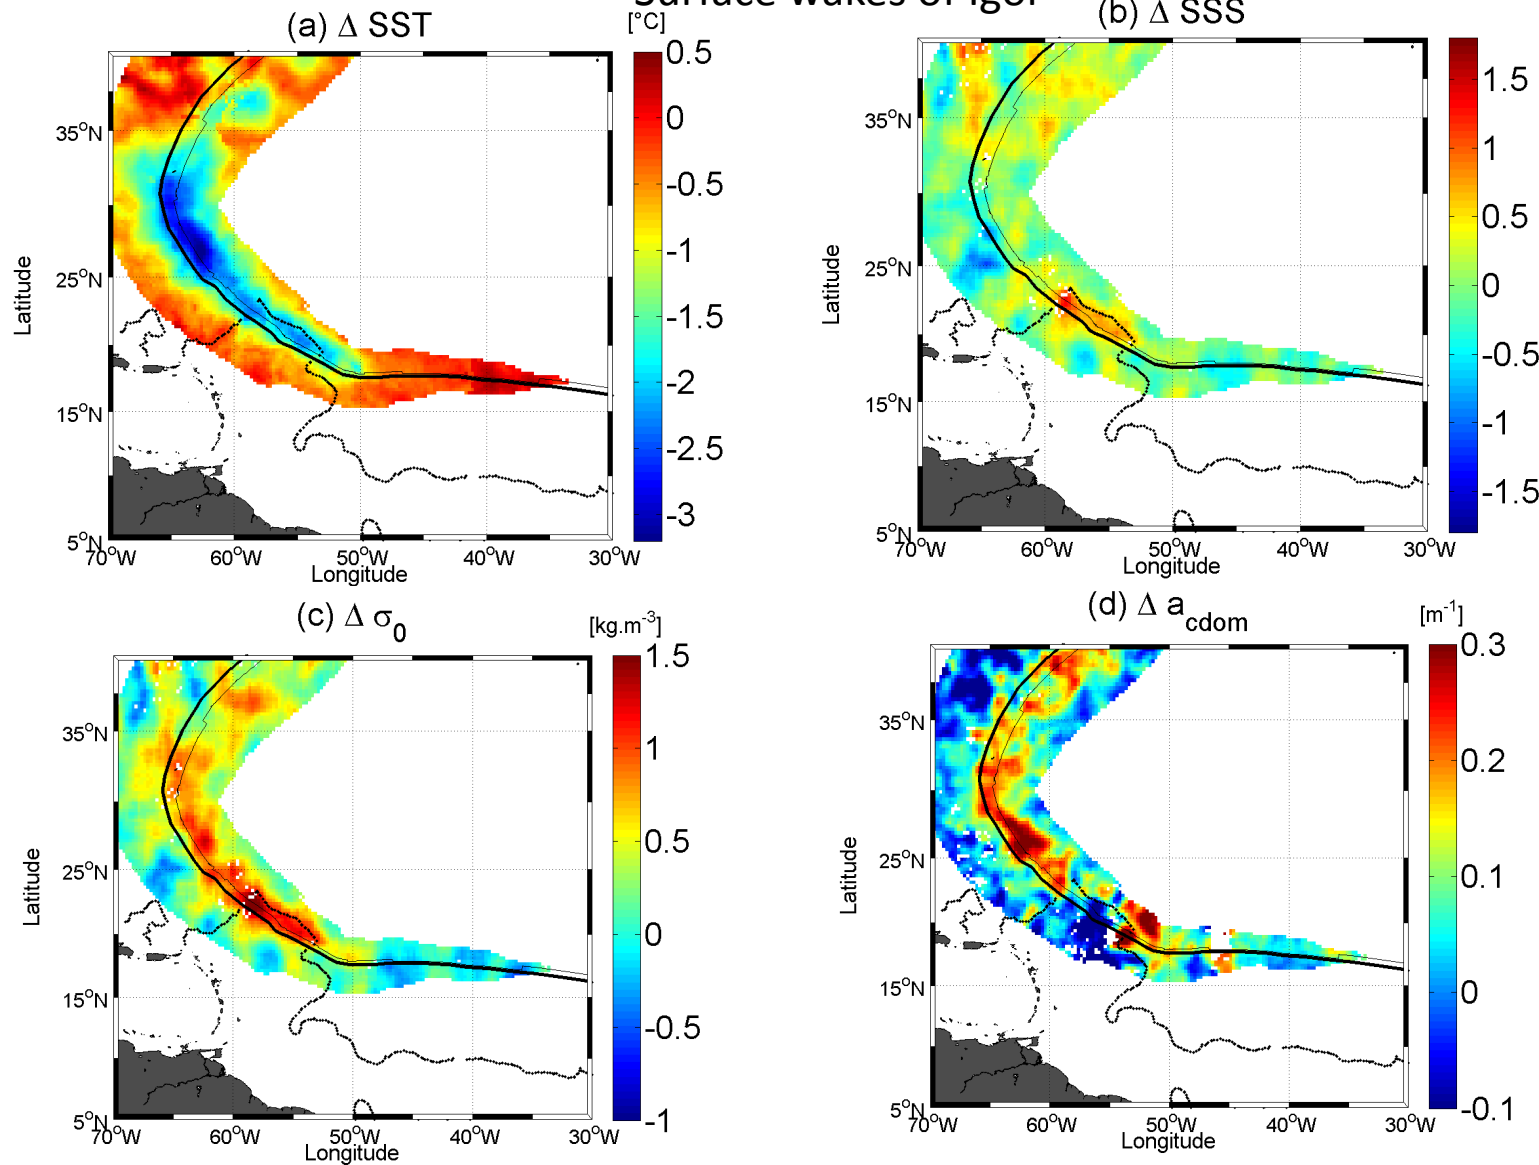 Surface wakes of Igor
(a) Δ SST
[°C]
0.5
0
-0.5
-1
-1.5
-2
-2.5
-3
35°N
25°N
15°N
5°N
70°W
60°W
50°W
40°W
30°W
Latitude
Longitude
(b) Δ SSS
1.5
1
0.5
0
-0.5
-1
-1.5
35°N
25°N
15°N
5°N
70°W
60°W
50°W
40°W
30°W
Latitude
Longitude
(c) Δ σ0
[kg.m-3]
1.5
1
0.5
0
-0.5
-1
35°N
25°N
15°N
5°N
70°W
60°W
50°W
40°W
30°W
Latitude
Longitude
(d) Δ acdom
[m-1]
0.3
0.2
0.1
0
-0.1
35°N
25°N
15°N
5°N
70°W
60°W
50°W
40°W
30°W
Latitude
Longitude